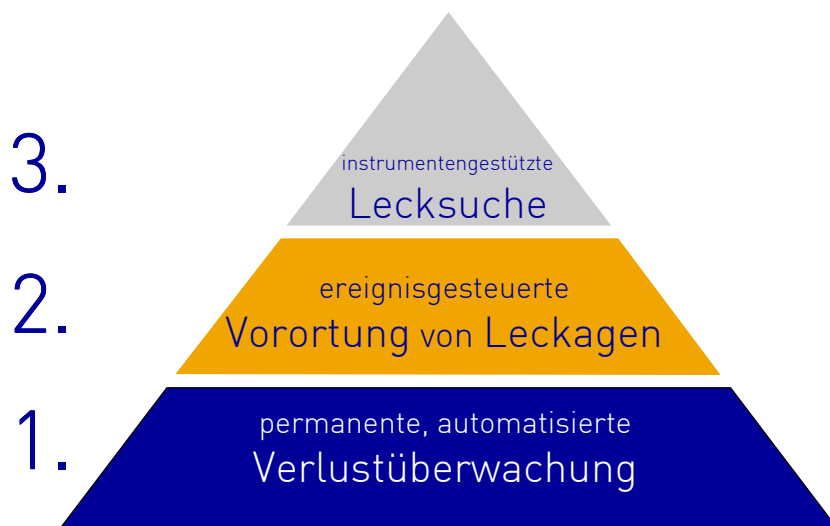 3.
instrumentengestützte
Lecksuche
2.
ereignisgesteuerte
Vorortung von Leckagen
1.
permanente, automatisierte
Verlustüberwachung